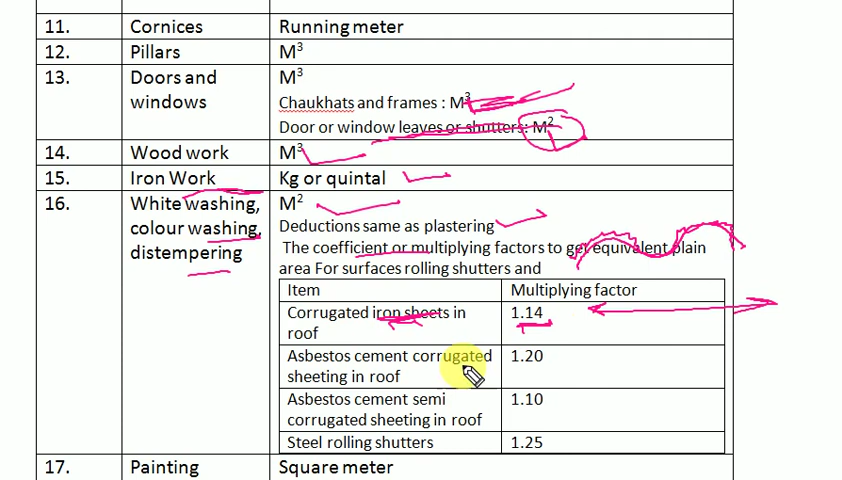 11. Cornices Running meter
12. Pillars M³
13. Doors and M³
windows Chaukhats and frames : M³
Door or window leaves or shutters: M²
14. Wood work M³
15. Iron Work Kg or quintal
16. White washing, M²
colour washing, Deductions same as plastering
distempering The coefficient or multiplying factors to get equivalent plain
area For surfaces rolling shutters and
Item Multiplying factor
Corrugated iron sheets in 1.14
roof
Asbestos cement corrugated 1.20
sheeting in roof
Asbestos cement semi 1.10
corrugated sheeting in roof
Steel rolling shutters 1.25
17. Painting Square meter